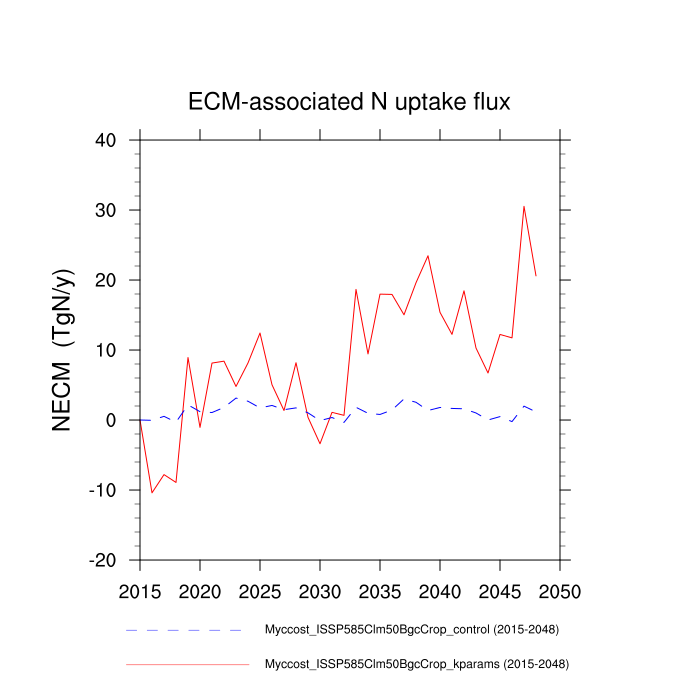 ECM-associated N uptake flux
40
30
20
10
0
-10
-20
NECM (TgN/y)
2015 2020 2025 2030 2035 2040 2045 2050
Myccost_ISSP585Clm50BgcCrop_control (2015-2048)
Myccost_ISSP585Clm50BgcCrop_kparams (2015-2048)